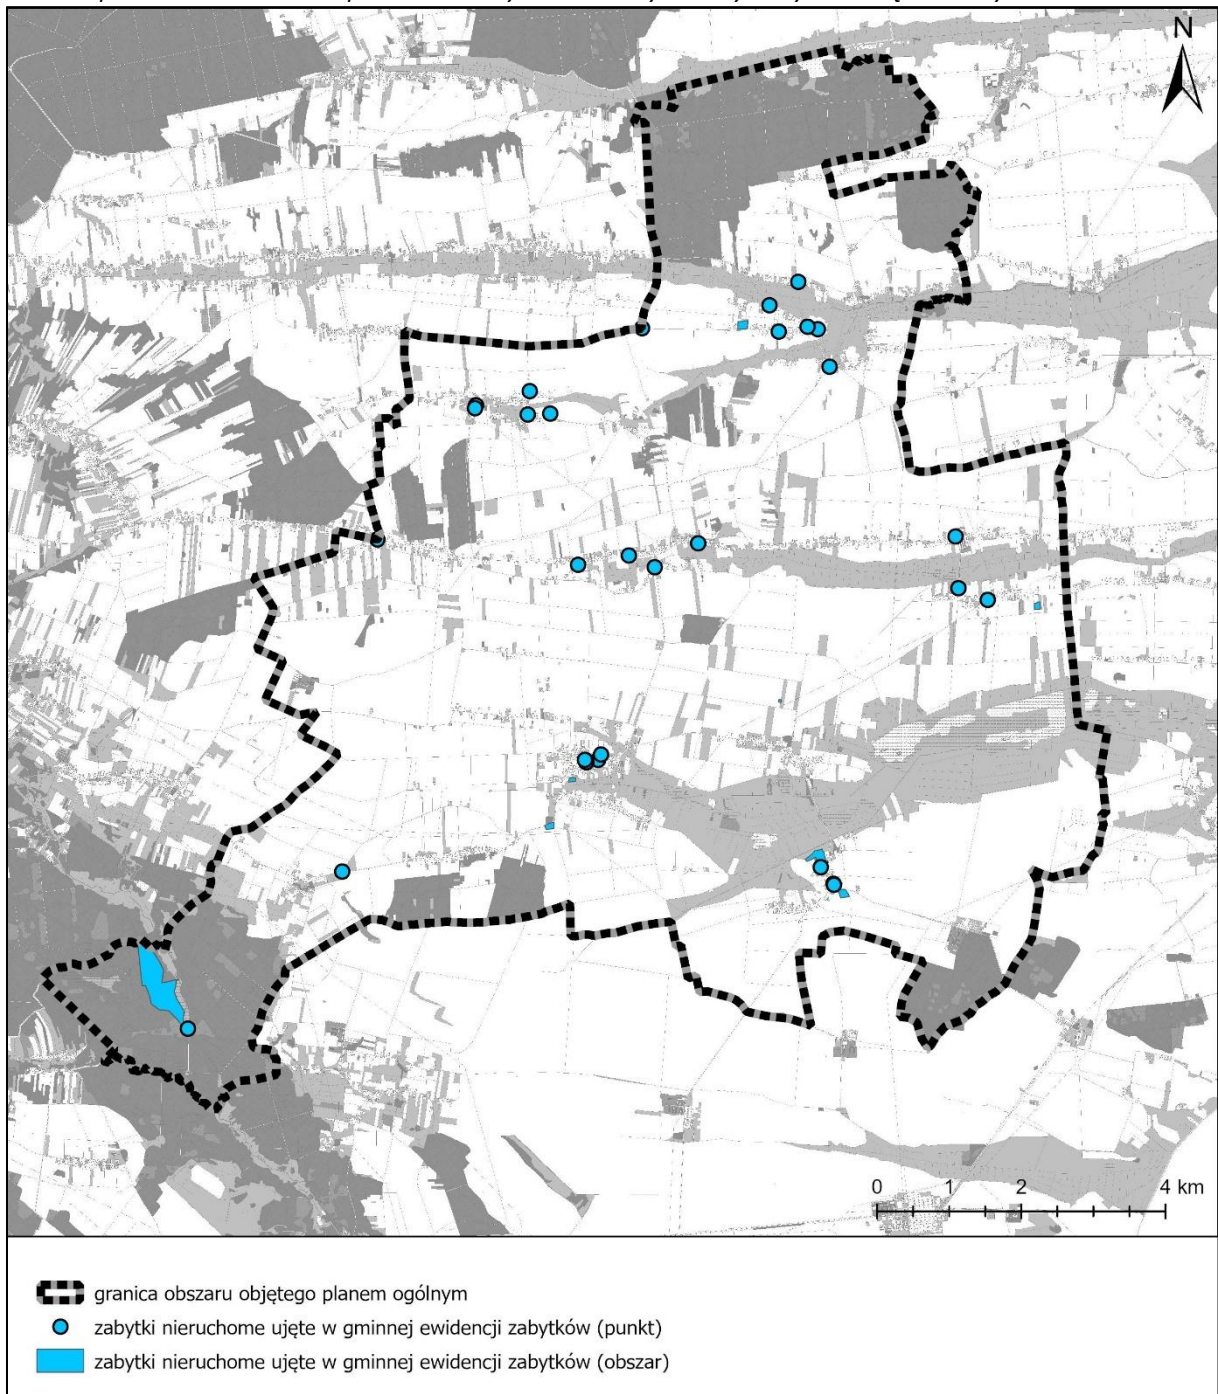 N
0 1 2 4 km
granica obszaru objętego planem ogólnym
zabytki nieruchome ujęte w gminnej ewidencji zabytków (punkt)
zabytki nieruchome ujęte w gminnej ewidencji zabytków (obszar)